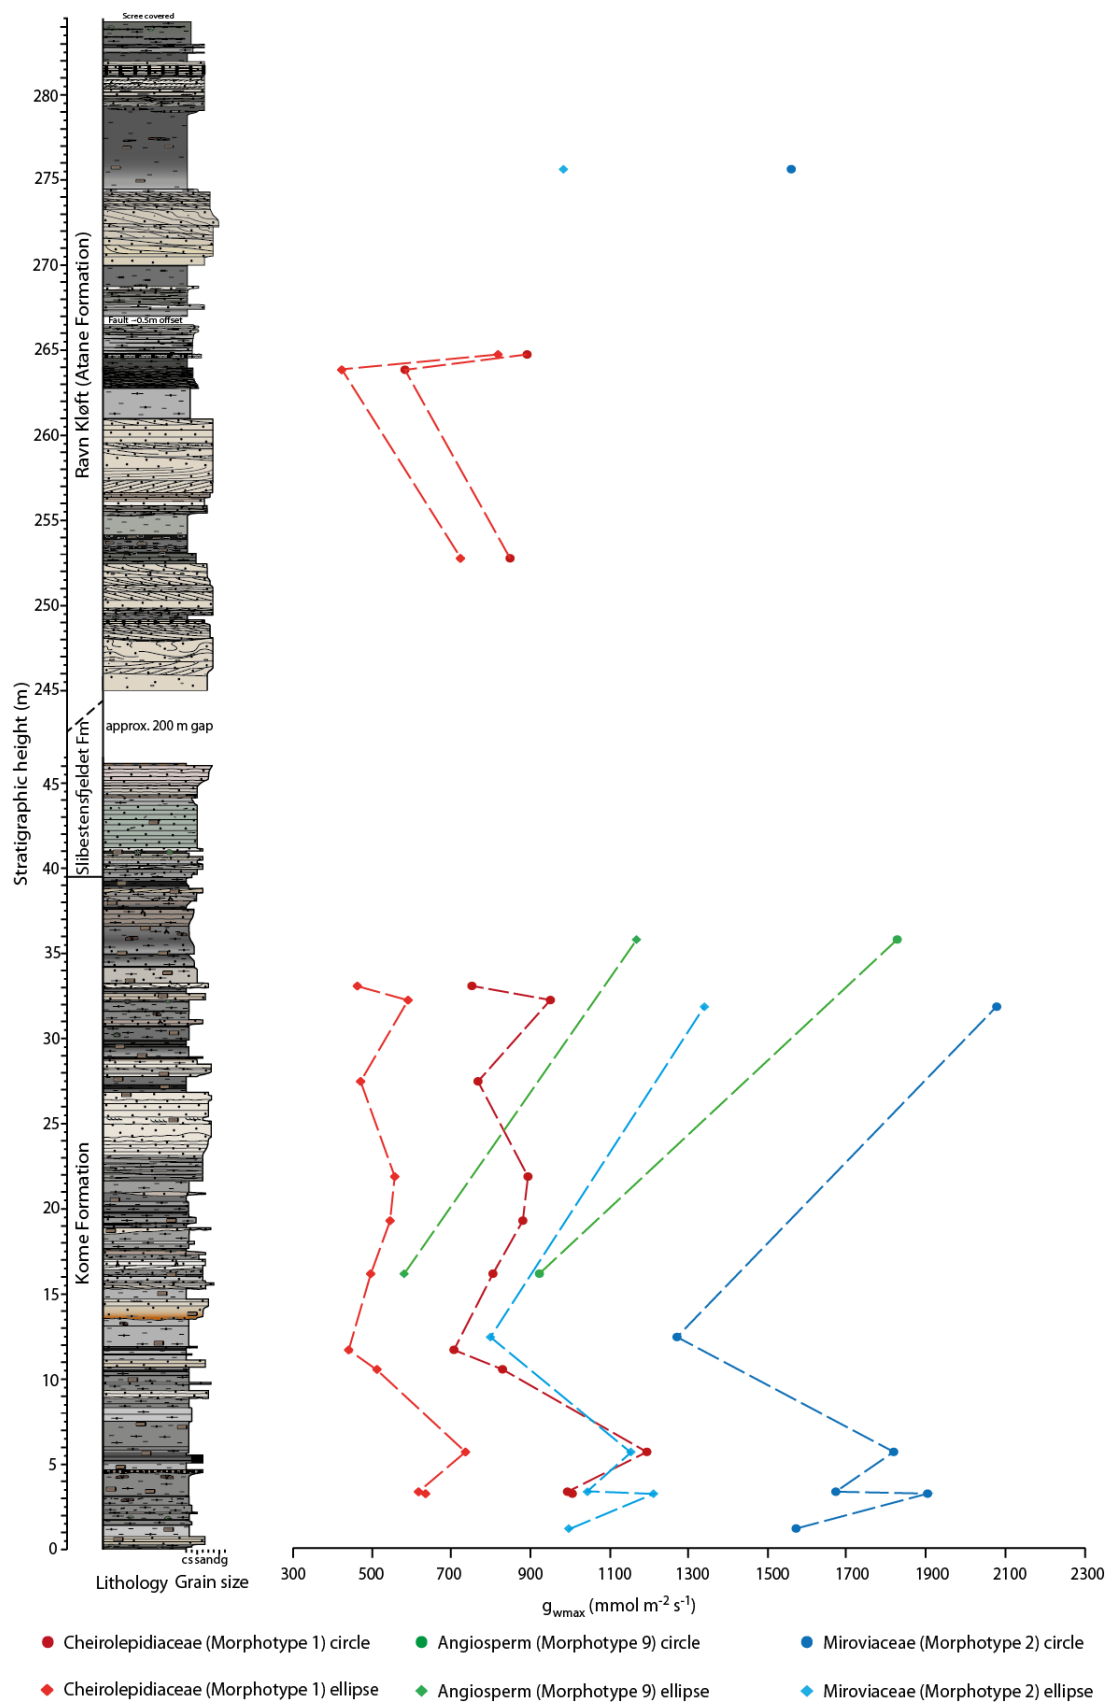 Scree covered
280
275
270
Fault ~0.5m offset
265
260
255
250
245
Ravn Kløft (Atane Formation)
approx. 200 m gap
Slibestensfjeldet Fm
Stratigraphic height (m)
45
40
35
30
25
20
15
10
5
0
Kome Formation
cssandg
Lithology Grain size
300 500 700 900 1100 1300 1500 1700 1900 2100 2300
gwmax (mmol m-2 s-1)
Cheirolepidiaceae (Morphotype 1) circle
Angiosperm (Morphotype 9) circle
Miroviaceae (Morphotype 2) circle
Cheirolepidiaceae (Morphotype 1) ellipse
Angiosperm (Morphotype 9) ellipse
Miroviaceae (Morphotype 2) ellipse